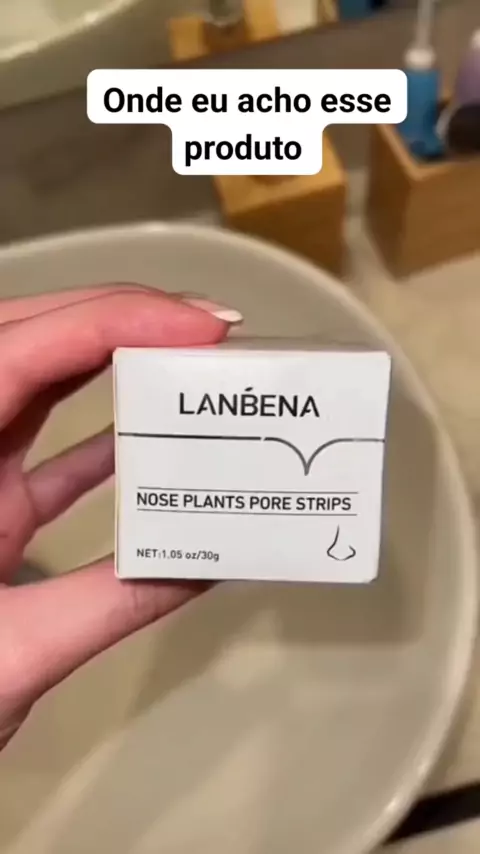 Onde eu acho esse
produto
LANBENA
NOSE PLANTS PORE STRIPS
NET:1.05 oz/30g